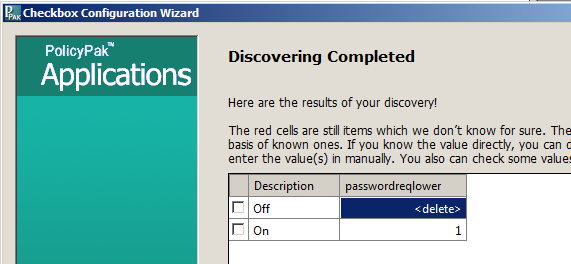 Checkbox Configuration Wizard
PolicyPak™
Applications
Discovering Completed
Here are the results of your discovery!
The red cells are still items which we don't know for sure. The
basis of known ones. If you know the value directly, you can d
enter the value(s) in manually. You also can check some values
Description passwordreqlower
Off <delete>
On 1